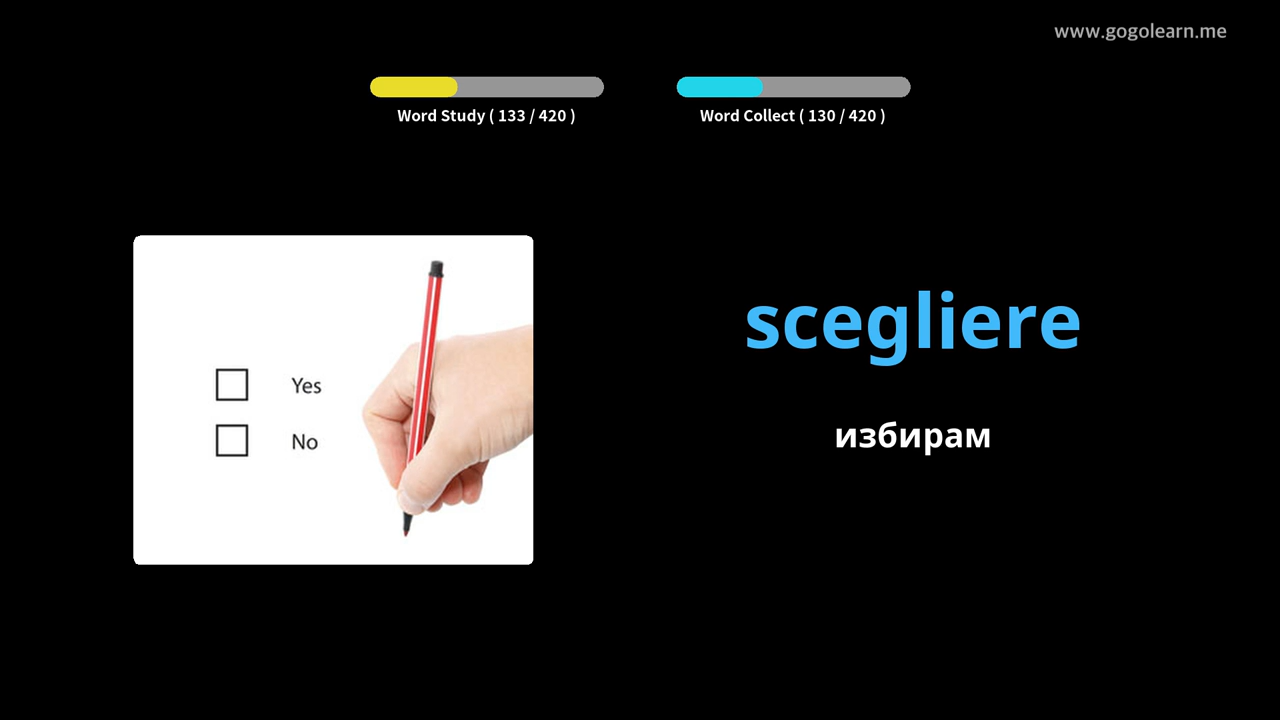 www.gogolearn.me
Word Study ( 133 / 420 )
Word Collect ( 130 / 420 )
Yes
No
scegliere
избирам